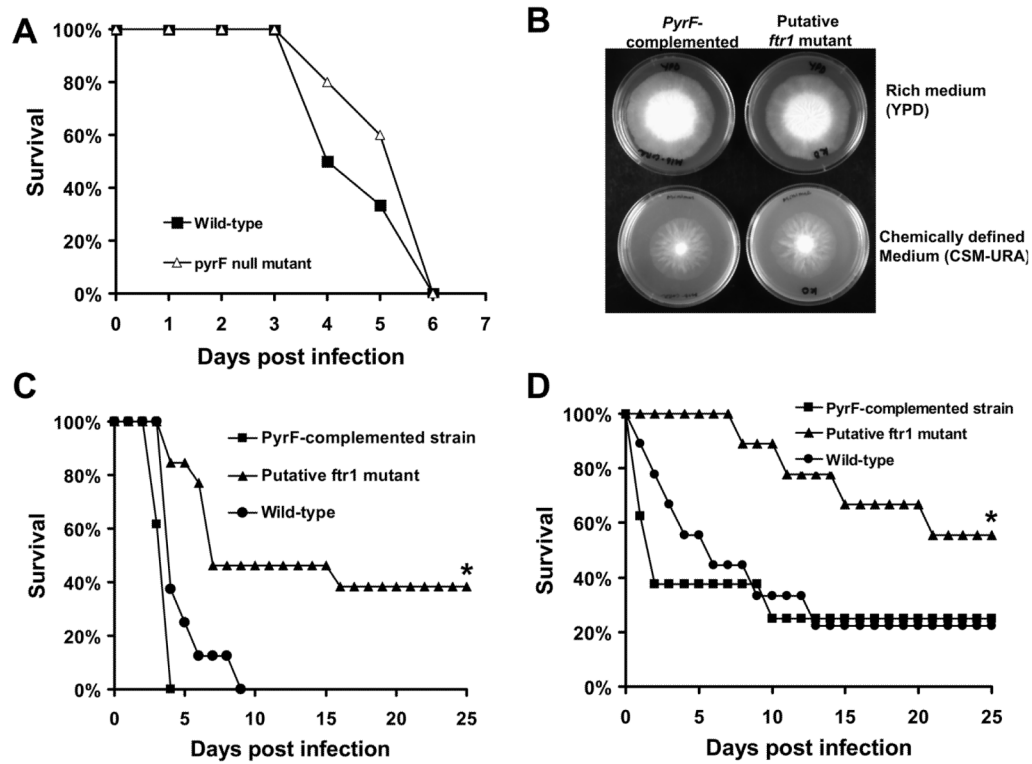 A
100%
80%
60%
40%
20%
0%
Survival
Wild-type
pyrF null mutant
0 1 2 3 4 5 6 7
Days post infection
B
PyrF-
complemented
Putative
ftr1 mutant
YPD
YPD
KO
Rich medium
(YPD)
KO
Chemically defined
Medium (CSM-URA)
C
100%
80%
60%
40%
20%
0%
Survival
PyrF-complemented strain
Putative ftr1 mutant
Wild-type
*
0 5 10 15 20 25
Days post infection
D
100%
80%
60%
40%
20%
0%
Survival
PyrF-complemented strain
Putative ftr1 mutant
Wild-type
*
0 5 10 15 20 25
Days post infection